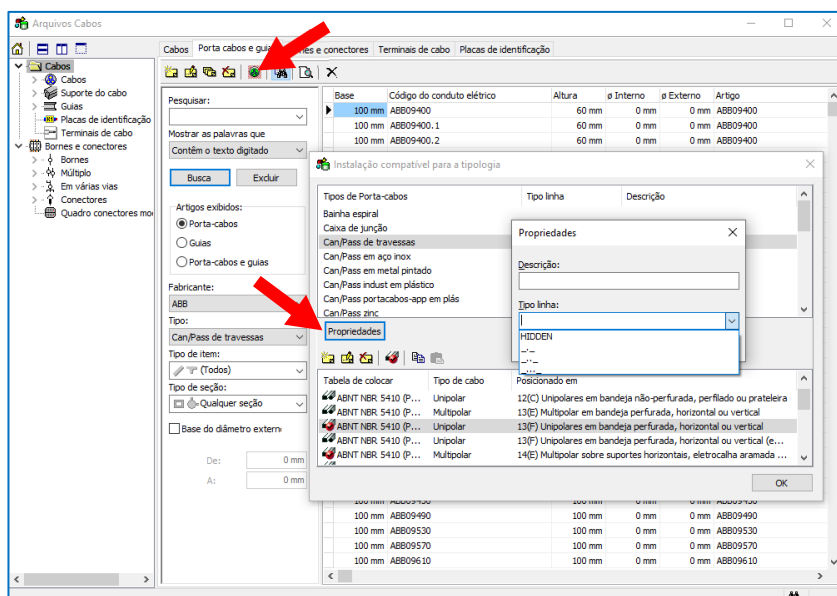 Arquivos Cabos
Cabos Porta cabos e guia es e conectores Terminais de cabo Placas de identificação
Cabos
Cabos
Suporte do cabo
Guias
Placas de identificação
Terminais de cabo
Bornes e conectores
Bornes
Múltiplo
Em várias vias
Conectores
Quadro conectores mo
Pesquisar:
Mostrar as palavras que
Contêm o texto digitado
Busca Excluir
Artigos exibidos:
Porta-cabos
Guias
Porta-cabos e guias
Fabricante:
ABB
Tipo:
Can/Pass de travessas
Tipo de item:
(Todos)
Tipo de seção:
Qualquer seção
Base do diâmetro extern
De: 0 mm
A: 0 mm
Base Código do conduto elétrico Altura ø Interno ø Externo Artigo
100 mm ABB09400 60 mm 0 mm 0 mm ABB09400
100 mm ABB09400.1 60 mm 0 mm 0 mm ABB09400
100 mm ABB09400.2 60 mm 0 mm 0 mm ABB09400
Instalação compatível para a tipologia
Tipos de Porta-cabos Tipo linha Descrição
Bainha espiral
Caixa de junção
Can/Pass de travessas
Can/Pass em aço inox
Can/Pass em metal pintado
Can/Pass indust em plástico
Can/Pass portacabos-app em plás
Can/Pass zinc
Propriedades
Propriedades
Descrição:
Tipo linha:
HIDDEN
_._
_.._
_..._
Tabela de colocar Tipo de cabo Posicionado em
ABNT NBR 5410 (P... Unipolar 12(C) Unipolares em bandeja não-perfurada, perfilado ou prateleira
ABNT NBR 5410 (P... Multipolar 13(E) Multipolar em bandeja perfurada, horizontal ou vertical
ABNT NBR 5410 (P... Unipolar 13(F) Unipolares em bandeja perfurada, horizontal ou vertical
ABNT NBR 5410 (P... Unipolar 13(F) Unipolares em bandeja perfurada, horizontal ou vertical (e...
ABNT NBR 5410 (P... Multipolar 14(E) Multipolar sobre suportes horizontais, eletrocalha aramada ...
OK
100 mm ABB09490 100 mm 0 mm 0 mm ABB09490
100 mm ABB09530 100 mm 0 mm 0 mm ABB09530
100 mm ABB09570 100 mm 0 mm 0 mm ABB09570
100 mm ABB09610 100 mm 0 mm 0 mm ABB09610